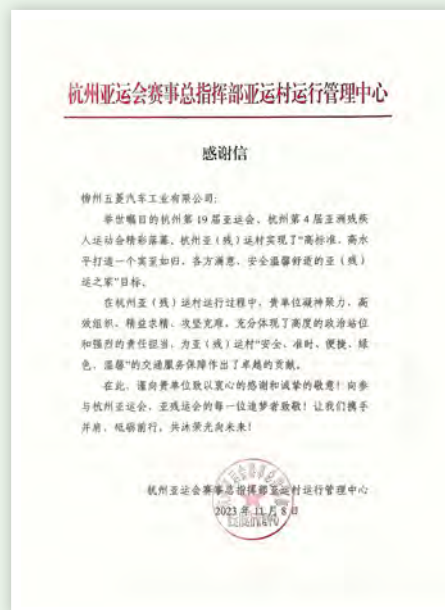 杭州亚运会赛事总指挥部亚运村运行管理中心
感谢信
柳州五菱汽车工业有限公司:
举世瞩目的杭州第19届亚运会、杭州第4届亚洲残疾
人运动会精彩落幕。杭州亚(残)运村实现了“高标准、高水
平打造一个宾至如归、各方满意、安全温馨舒适的亚(残)
运之家”目标。
在杭州亚(残)运村运行过程中,贵单位凝神聚力、高
效组织、精益求精、攻坚克难,充分体现了高度的政治站位
和强烈的责任担当,为亚(残)运村“安全、准时、便捷、绿
色、温馨”的交通服务保障作出了卓越的贡献。
在此,谨向贵单位致以衷心的感谢和诚挚的敬意!向参
与杭州亚运会、亚残运会的每一位追梦者致敬!让我们携手
并肩,砥砺前行,共沐荣光向未来!
杭州亚运会赛事总指挥部亚运村运行管理中心
2023年11月8日